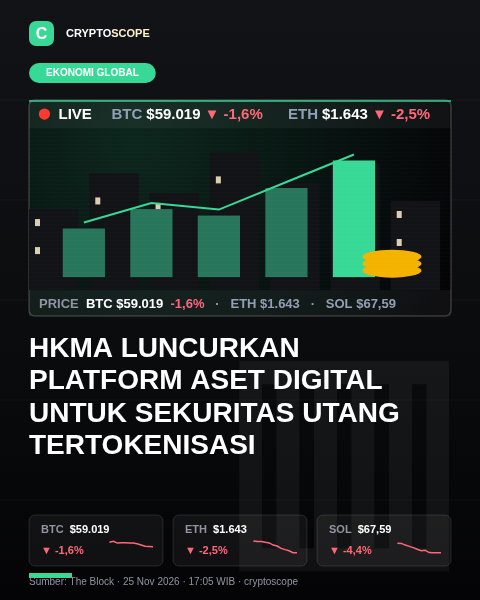 C CRYPTOSCOPE
EKONOMI GLOBAL
LIVE BTC $59.019 ▼ -1,6% ETH $1.643 ▼ -2,5%
PRICE BTC $59.019 -1,6% · ETH $1.643 · SOL $67,59
HKMA LUNCURKAN
PLATFORM ASET DIGITAL
UNTUK SEKURITAS UTANG
TERTOKENISASI
BTC $59.019 ETH $1.643 SOL $67,59
▼ -1,6% ▼ -2,5% ▼ -4,4%
Sumber: The Block · 25 Nov 2026 · 17:05 WIB · cryptoscope